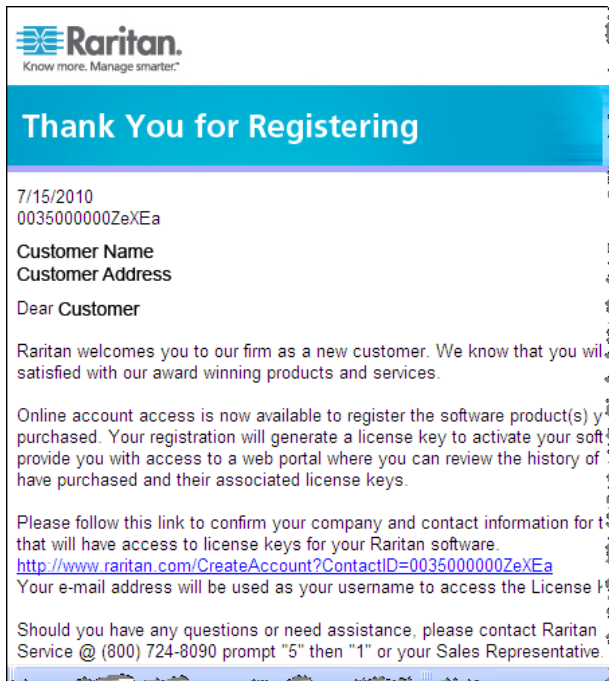 Raritan.
Know more. Manage smarter.™
Thank You for Registering
7/15/2010
0035000000ZeXEa
Customer Name
Customer Address
Dear Customer
Raritan welcomes you to our firm as a new customer. We know that you wil
satisfied with our award winning products and services.
Online account access is now available to register the software product(s) y
purchased. Your registration will generate a license key to activate your soft
provide you with access to a web portal where you can review the history of
have purchased and their associated license keys.
Please follow this link to confirm your company and contact information for t
that will have access to license keys for your Raritan software.
http://www.raritan.com/CreateAccount?ContactID=0035000000ZeXEa
Your e-mail address will be used as your username to access the License
Should you have any questions or need assistance, please contact Raritan
Service @ (800) 724-8090 prompt "5" then "1" or your Sales Representative.